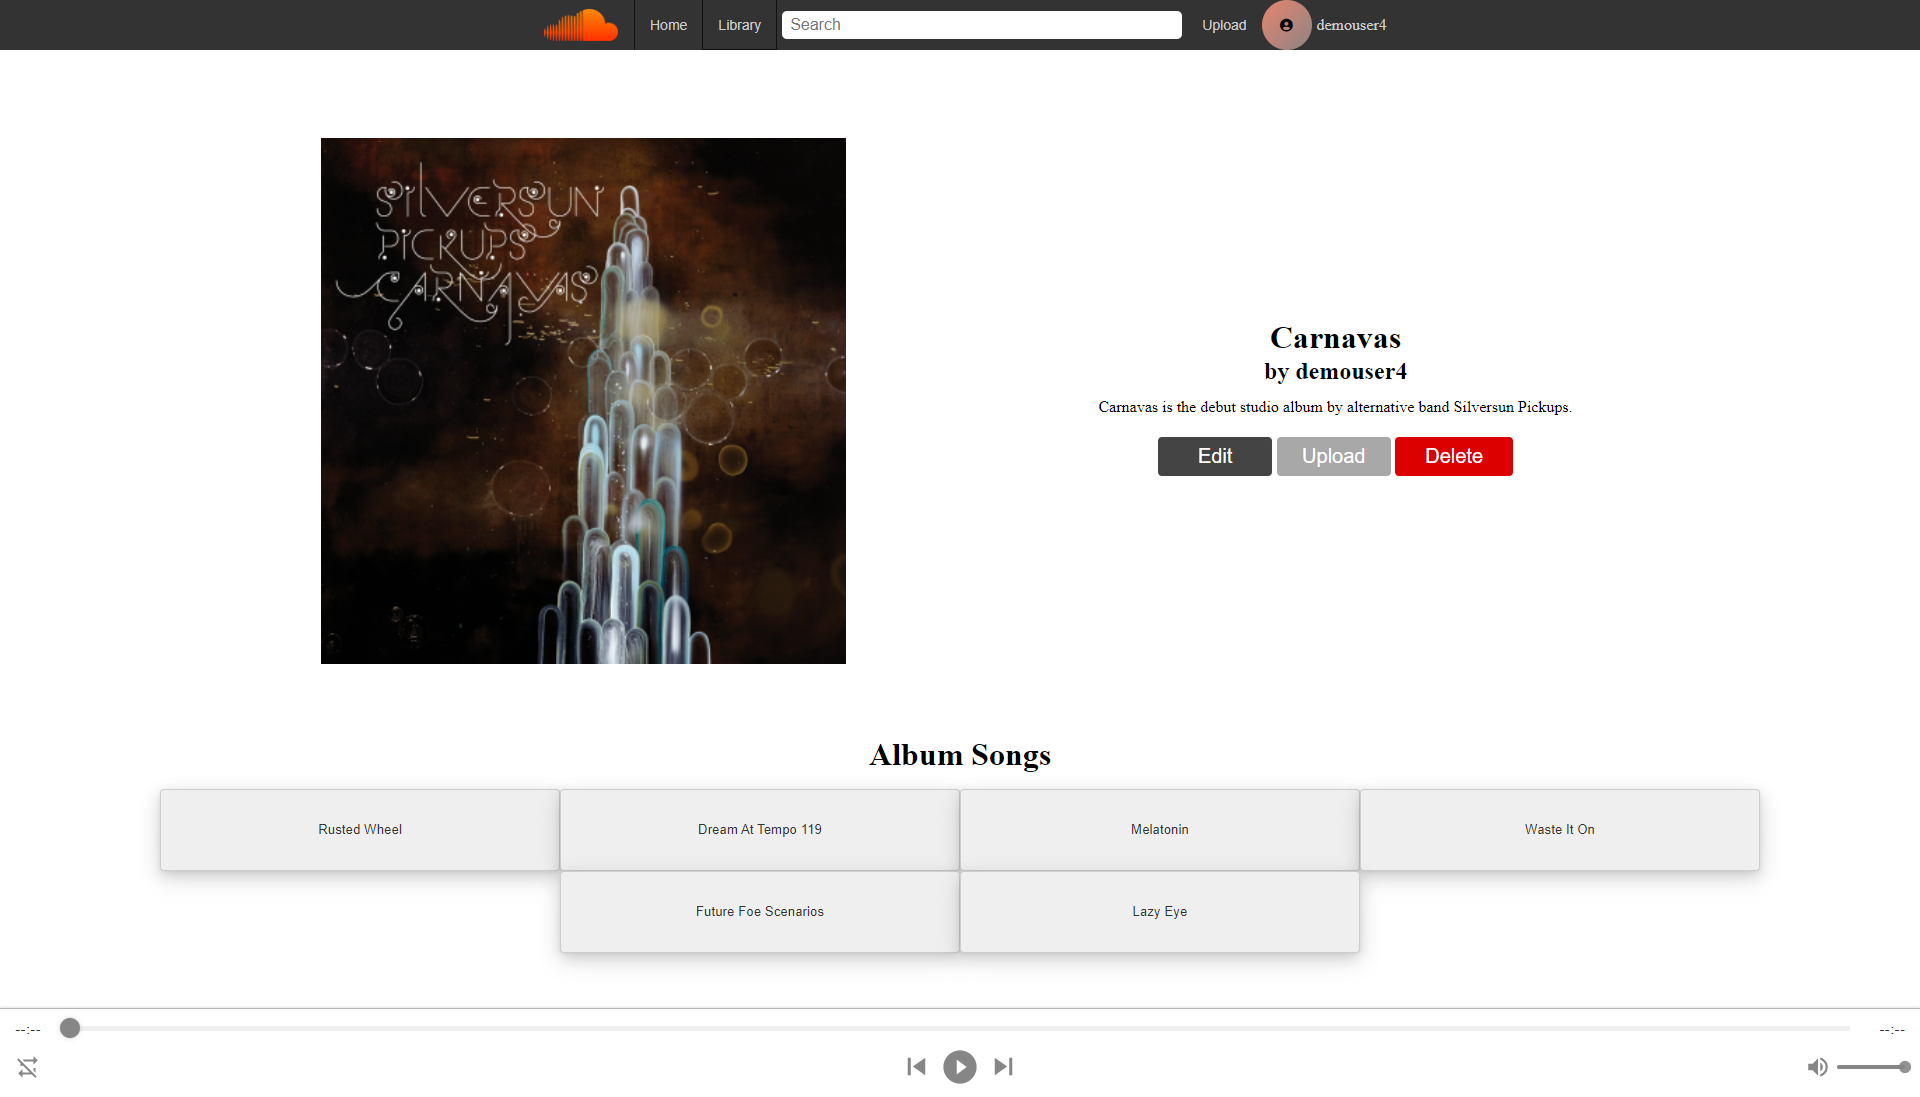 Home
Library
Search
Upload
demouser4
SILVERSUN
PICKUPS
CARNAVAS
Carnavas
by demouser4
Carnavas is the debut studio album by alternative band Silversun Pickups.
Edit
Upload
Delete
Album Songs
Rusted Wheel
Dream At Tempo 119
Melatonin
Waste It On
Future Foe Scenarios
Lazy Eye
--:--
--:--